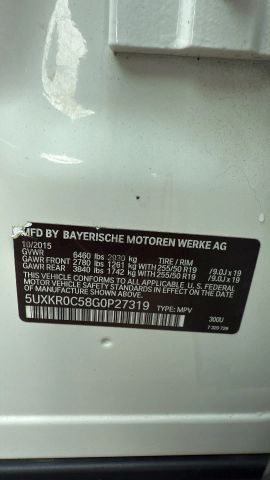 MFD BY BAYERISCHE MOTOREN WERKE AG
10/2015
GVWR 6460 lbs 2930 kg TIRE / RIM
GAWR FRONT 2780 lbs 1261 kg WITH 255/50 R19 /9.0J x 19
GAWR REAR 3840 lbs 1742 kg WITH 255/50 R19 /9.0J x 19
THIS VEHICLE CONFORMS TO ALL APPLICABLE U.S. FEDERAL
MOTOR VEHICLE SAFETY STANDARDS IN EFFECT
ON THE DATE OF MANUFACTURE SHOWN ABOVE.
5UXKR0C58G0P27319 TYPE: MPV
300U